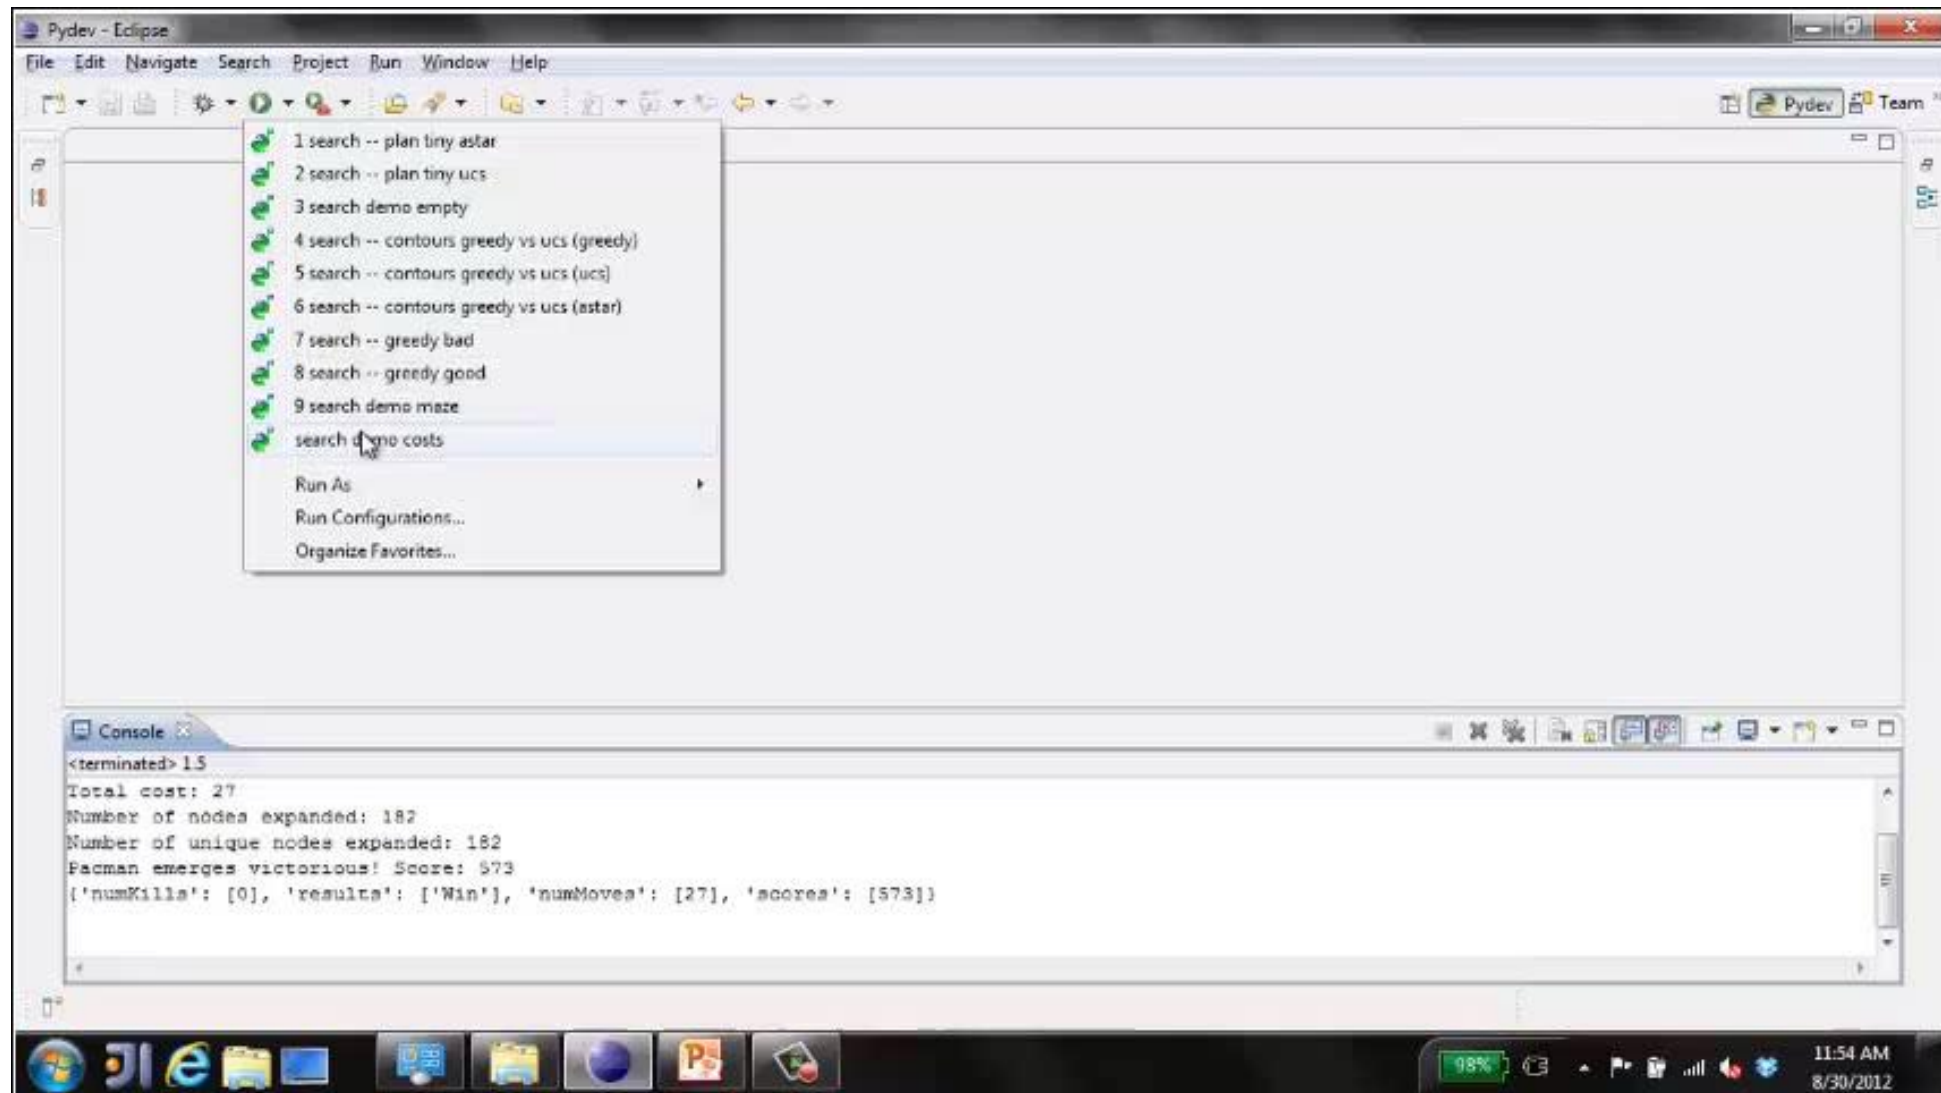 Pydev - Eclipse
File Edit Navigate Search Project Run Window Help
Pydev Team
1 search -- plan tiny astar
2 search -- plan tiny ucs
3 search demo empty
4 search -- contours greedy vs ucs (greedy)
5 search -- contours greedy vs ucs (ucs)
6 search -- contours greedy vs ucs (astar)
7 search -- greedy bad
8 search -- greedy good
9 search demo maze
search demo costs
Run As
Run Configurations...
Organize Favorites...
Console
<terminated> 1.5
Total cost: 27
Number of nodes expanded: 182
Number of unique nodes expanded: 182
Pacman emerges victorious! Score: 573
{'numKills': [0], 'results': ['Win'], 'numMoves': [27], 'scores': [573]}
98%
11:54 AM
8/30/2012